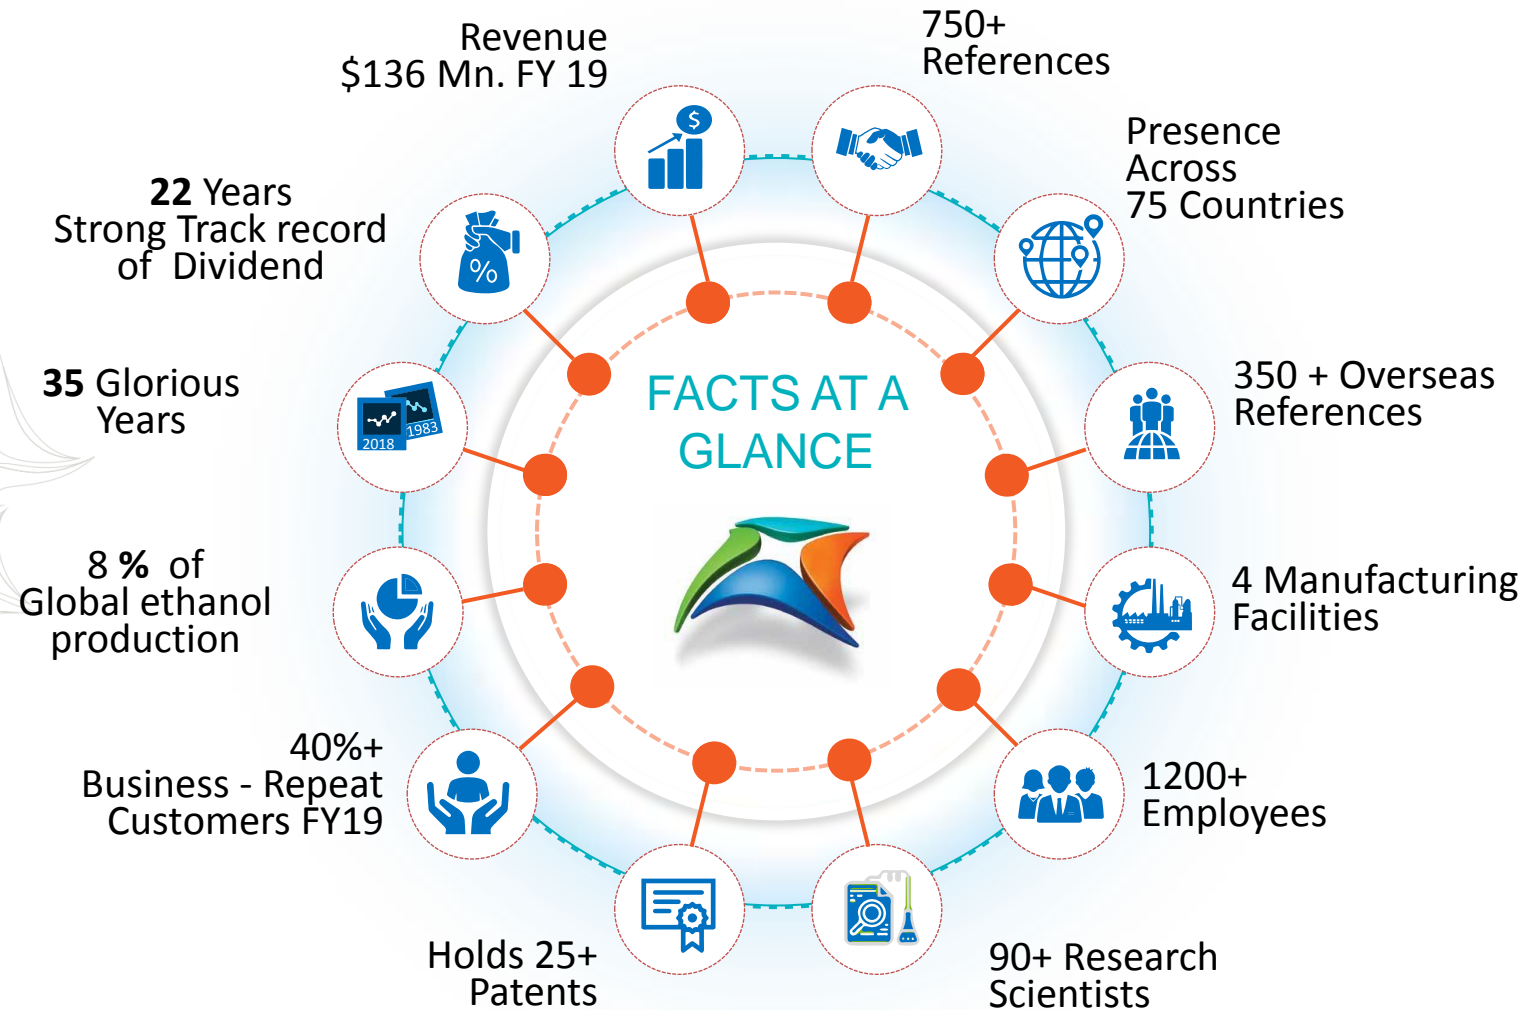 FACTS AT A
GLANCE
Revenue
$136 Mn. FY 19
$
750+
References
Presence
Across
75 Countries
350 + Overseas
References
4 Manufacturing
Facilities
1200+
Employees
90+ Research
Scientists
Holds 25+
Patents
40%+
Business - Repeat
Customers FY19
8 % of
Global ethanol
production
35 Glorious
Years
1983
2018
22 Years
Strong Track record
of Dividend
%